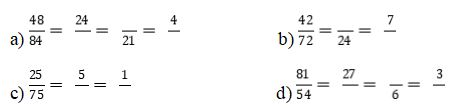 a) 48/84 = 24/ = /21 = 4/ b) 42/72 = /24 = 7/
c) 25/75 = 5/ = 1/ d) 81/54 = 27/ = /6 = 3/